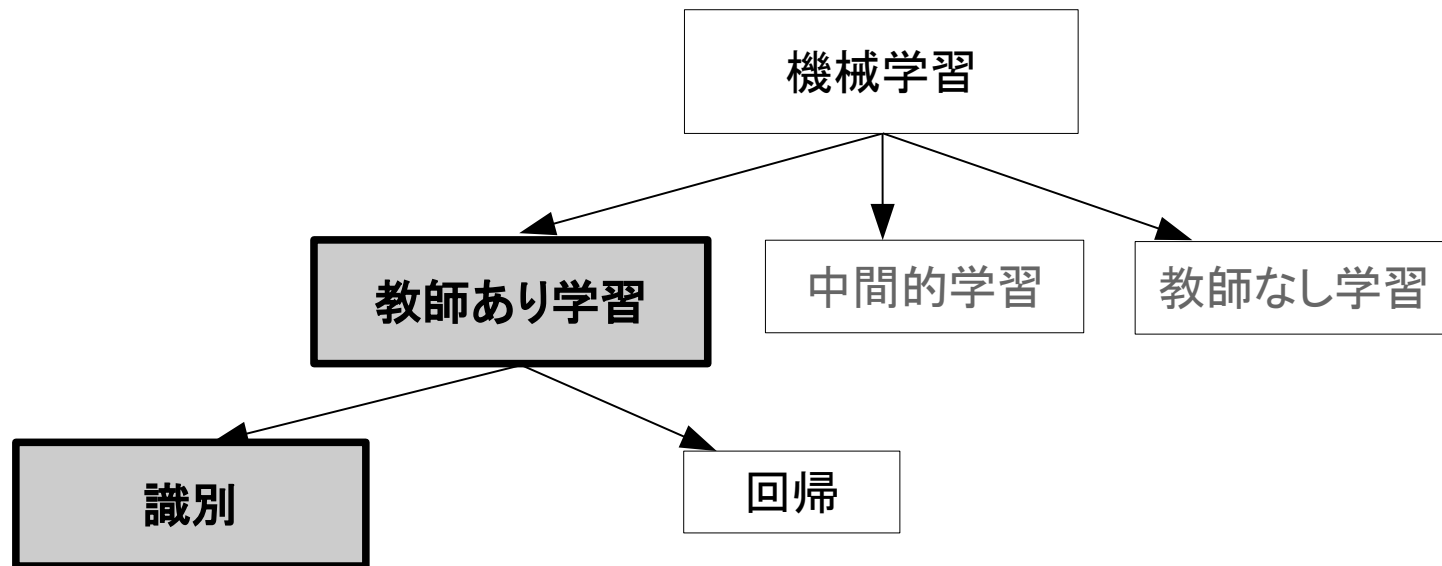 機械学習
教師あり学習
中間的学習
教師なし学習
識別
回帰